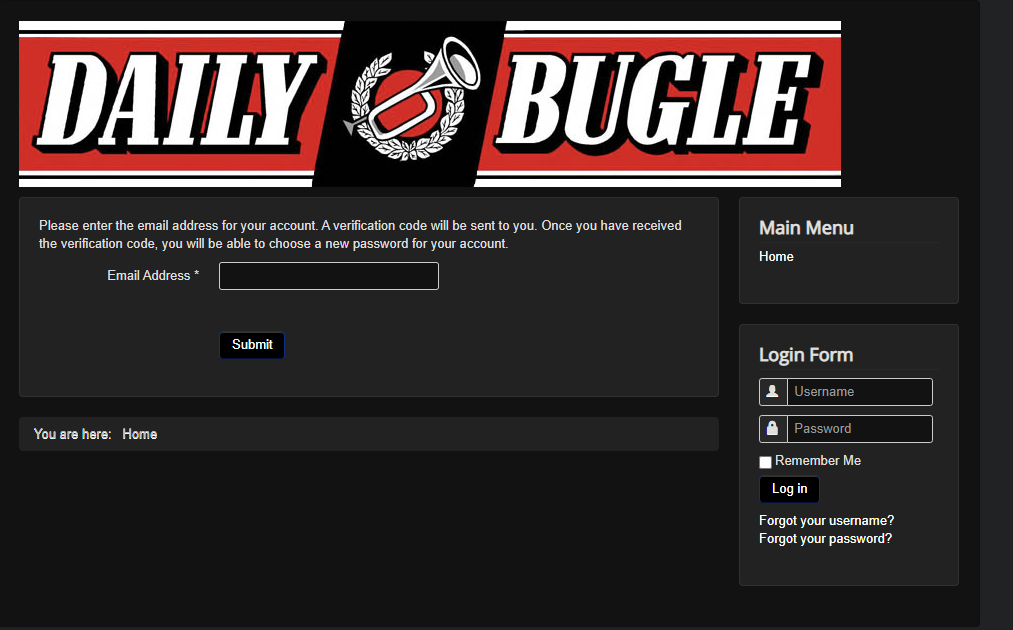 DAILY BUGLE
Please enter the email address for your account. A verification code will be sent to you. Once you have received
the verification code, you will be able to choose a new password for your account.
Email Address *
Submit
You are here: Home
Main Menu
Home
Login Form
Username
Password
Remember Me
Log in
Forgot your username?
Forgot your password?